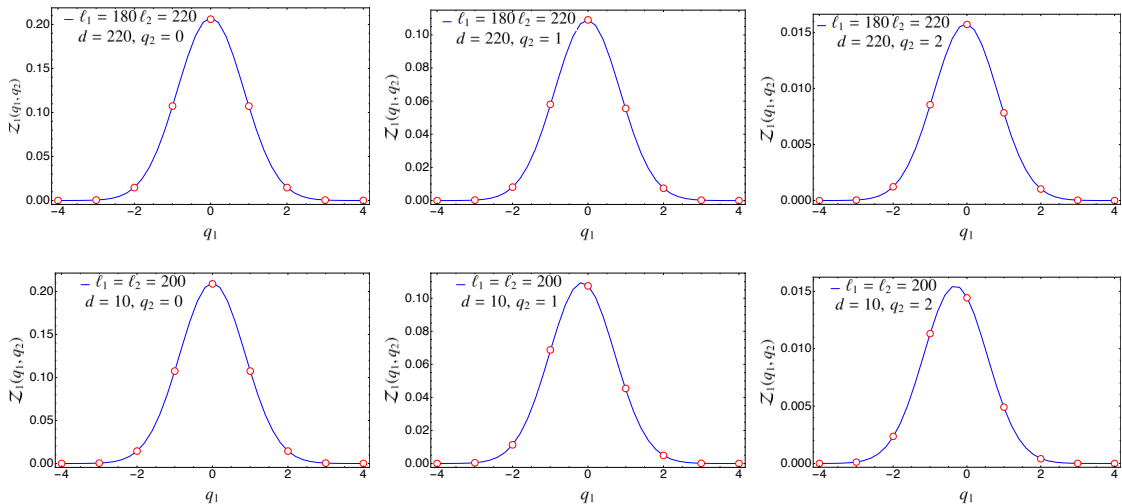 – ℓ₁ = 180 ℓ₂ = 220
d = 220, q₂ = 0
0.20
0.15
0.10
0.05
0.00
𝒵₁(q₁, q₂)
−4 −2 0 2 4
q₁
– ℓ₁ = 180 ℓ₂ = 220
d = 220, q₂ = 1
0.10
0.08
0.06
0.04
0.02
0.00
𝒵₁(q₁, q₂)
−4 −2 0 2 4
q₁
– ℓ₁ = 180 ℓ₂ = 220
d = 220, q₂ = 2
0.015
0.010
0.005
0.000
𝒵₁(q₁, q₂)
−4 −2 0 2 4
q₁
– ℓ₁ = ℓ₂ = 200
d = 10, q₂ = 0
0.20
0.15
0.10
0.05
0.00
𝒵₁(q₁, q₂)
−4 −2 0 2 4
q₁
– ℓ₁ = ℓ₂ = 200
d = 10, q₂ = 1
0.10
0.08
0.06
0.04
0.02
0.00
𝒵₁(q₁, q₂)
−4 −2 0 2 4
q₁
– ℓ₁ = ℓ₂ = 200
d = 10, q₂ = 2
0.015
0.010
0.005
0.000
𝒵₁(q₁, q₂)
−4 −2 0 2 4
q₁